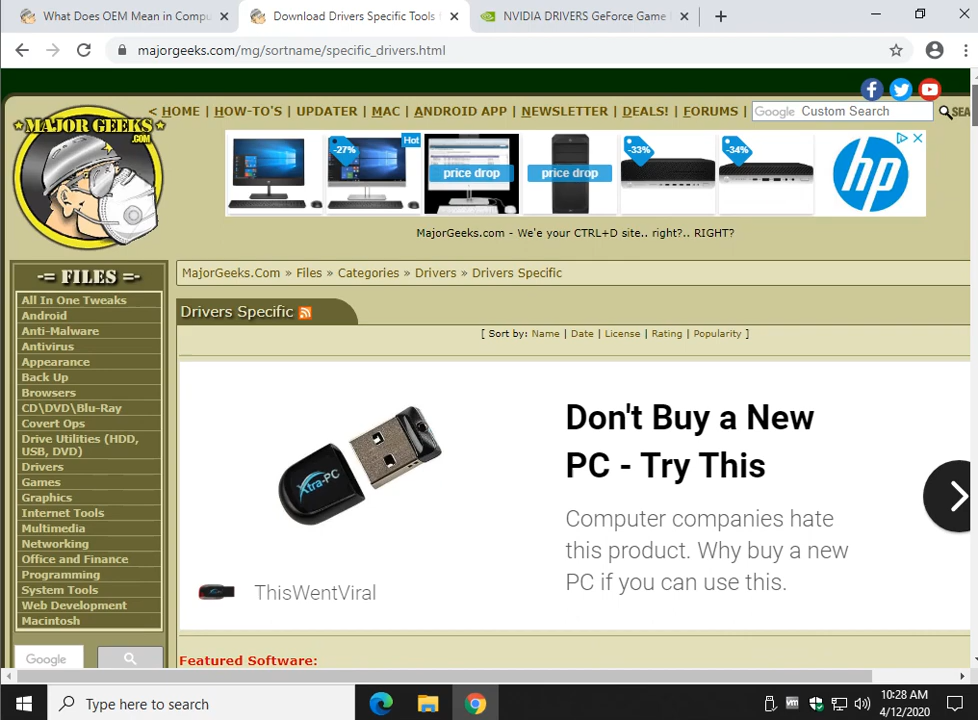 What Does OEM Mean in Compu
Download Drivers Specific Tools
NVIDIA DRIVERS GeForce Game
majorgeeks.com/mg/sortname/specific_drivers.html
< HOME | HOW-TO'S | UPDATER | MAC | ANDROID APP | NEWSLETTER | DEALS! | FORUMS
Google Custom Search
SEA
MAJOR GEEKS
.COM
-27%
Hot
price drop
price drop
-33%
-34%
hp
MajorGeeks.com - We'e your CTRL+D site.. right?.. RIGHT?
-= FILES =-
All In One Tweaks
Android
Anti-Malware
Antivirus
Appearance
Back Up
Browsers
CD\DVD\Blu-Ray
Covert Ops
Drive Utilities (HDD,
USB, DVD)
Drivers
Games
Graphics
Internet Tools
Multimedia
Networking
Office and Finance
Programming
System Tools
Web Development
Macintosh
Google
MajorGeeks.Com » Files » Categories » Drivers » Drivers Specific
Drivers Specific
[ Sort by: Name | Date | License | Rating | Popularity ]
Xtra-PC
Don't Buy a New
PC - Try This
Computer companies hate
this product. Why buy a new
PC if you can use this.
ThisWentViral
Featured Software:
Type here to search
vm
10:28 AM
4/12/2020